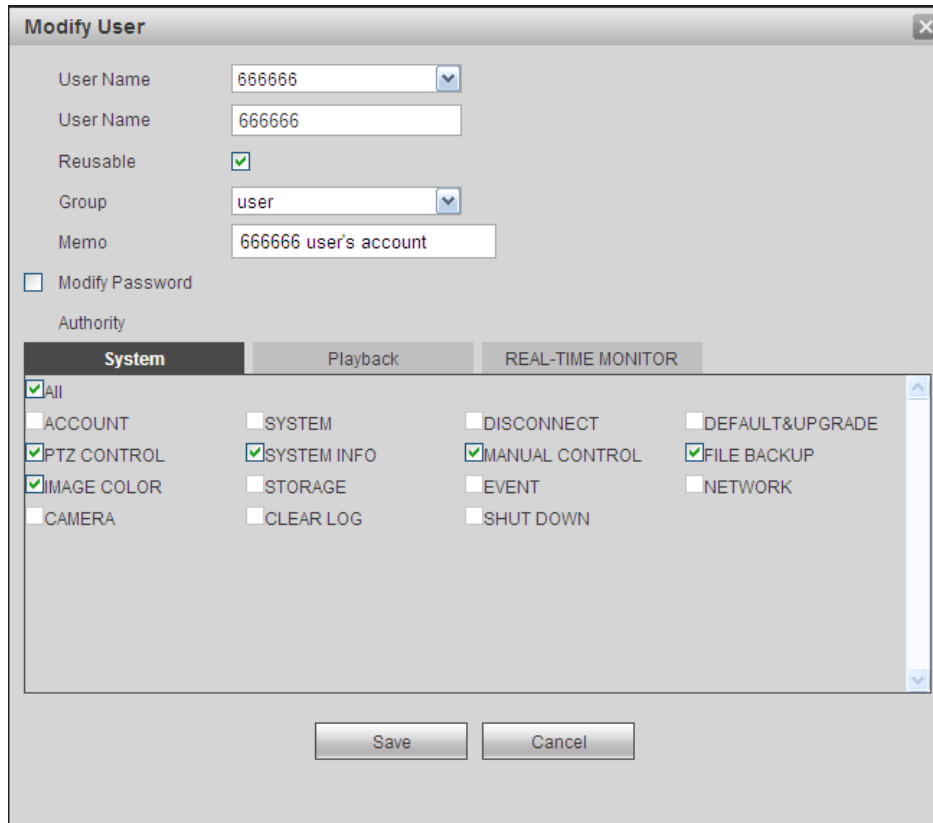 Modify User
User Name 666666
User Name 666666
Reusable
Group user
Memo 666666 user's account
Modify Password
Authority
System Playback REAL-TIME MONITOR
All
ACCOUNT SYSTEM DISCONNECT DEFAULT&UPGRADE
PTZ CONTROL SYSTEM INFO MANUAL CONTROL FILE BACKUP
IMAGE COLOR STORAGE EVENT NETWORK
CAMERA CLEAR LOG SHUT DOWN
Save Cancel